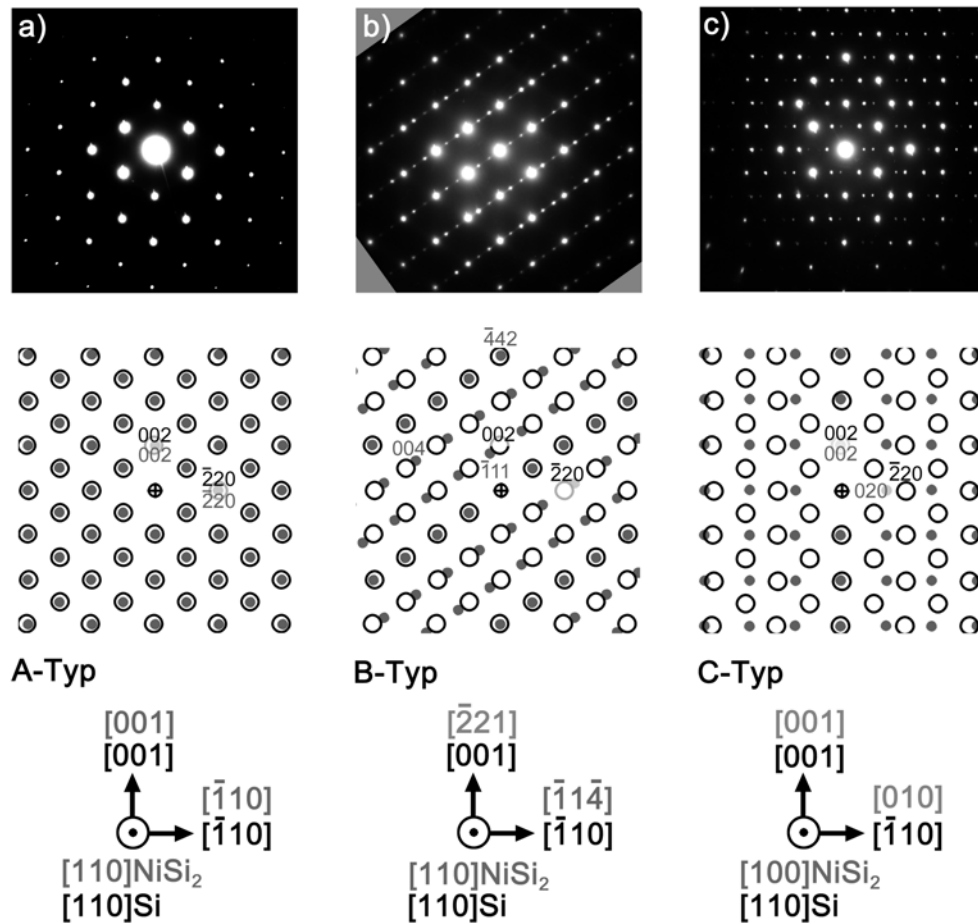 a)
b)
c)
002
002
2̄20
2̄20
4̄42
004
002
1̄11
2̄20
002
002
020
2̄20
A-Typ
B-Typ
C-Typ
[001]
[001]
[1̄10]
[1̄10]
[110]NiSi₂
[110]Si
[2̄21]
[001]
[1̄14̄]
[1̄10]
[110]NiSi₂
[110]Si
[001]
[001]
[010]
[1̄10]
[100]NiSi₂
[110]Si